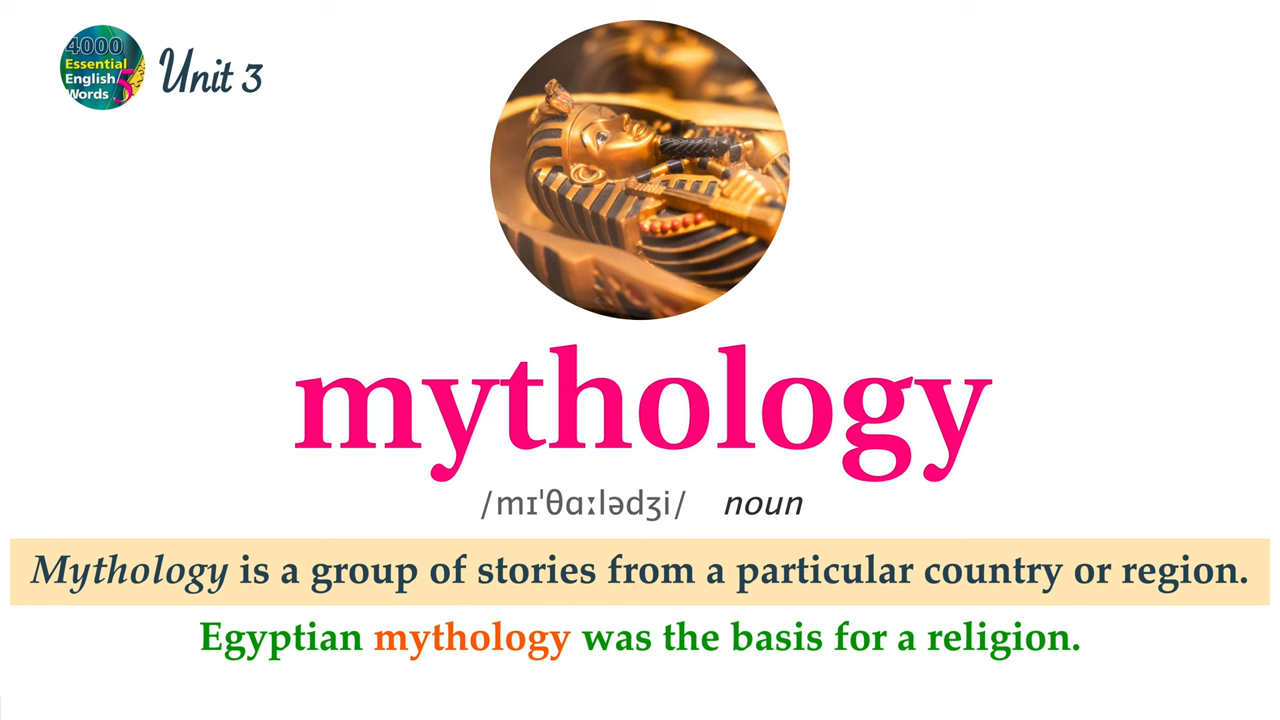 4000
Essential
English
Words 5
Unit 3
mythology
/mɪˈθɑːlədʒi/ noun
Mythology is a group of stories from a particular country or region.
Egyptian mythology was the basis for a religion.